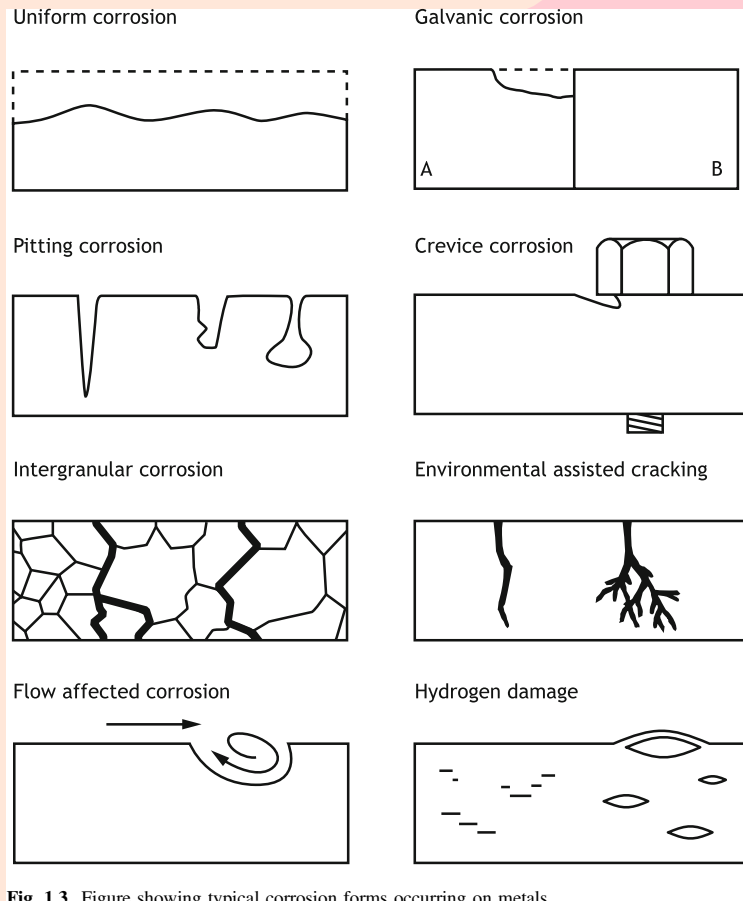 Uniform corrosion
Galvanic corrosion
A
B
Pitting corrosion
Crevice corrosion
Intergranular corrosion
Environmental assisted cracking
Flow affected corrosion
Hydrogen damage
Fig. 1.3 Figure showing typical corrosion forms occurring on metals